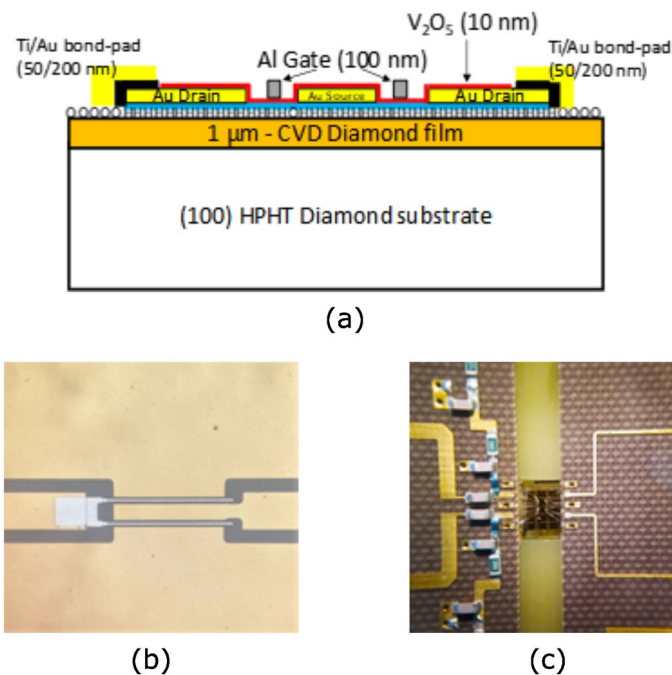 Ti/Au bond-pad
(50/200 nm)
Al Gate (100 nm)
V₂O₅ (10 nm)
Ti/Au bond-pad
(50/200 nm)
Au Drain
Au Source
Au Drain
1 µm - CVD Diamond film
(100) HPHT Diamond substrate
(a)
(b)
(c)